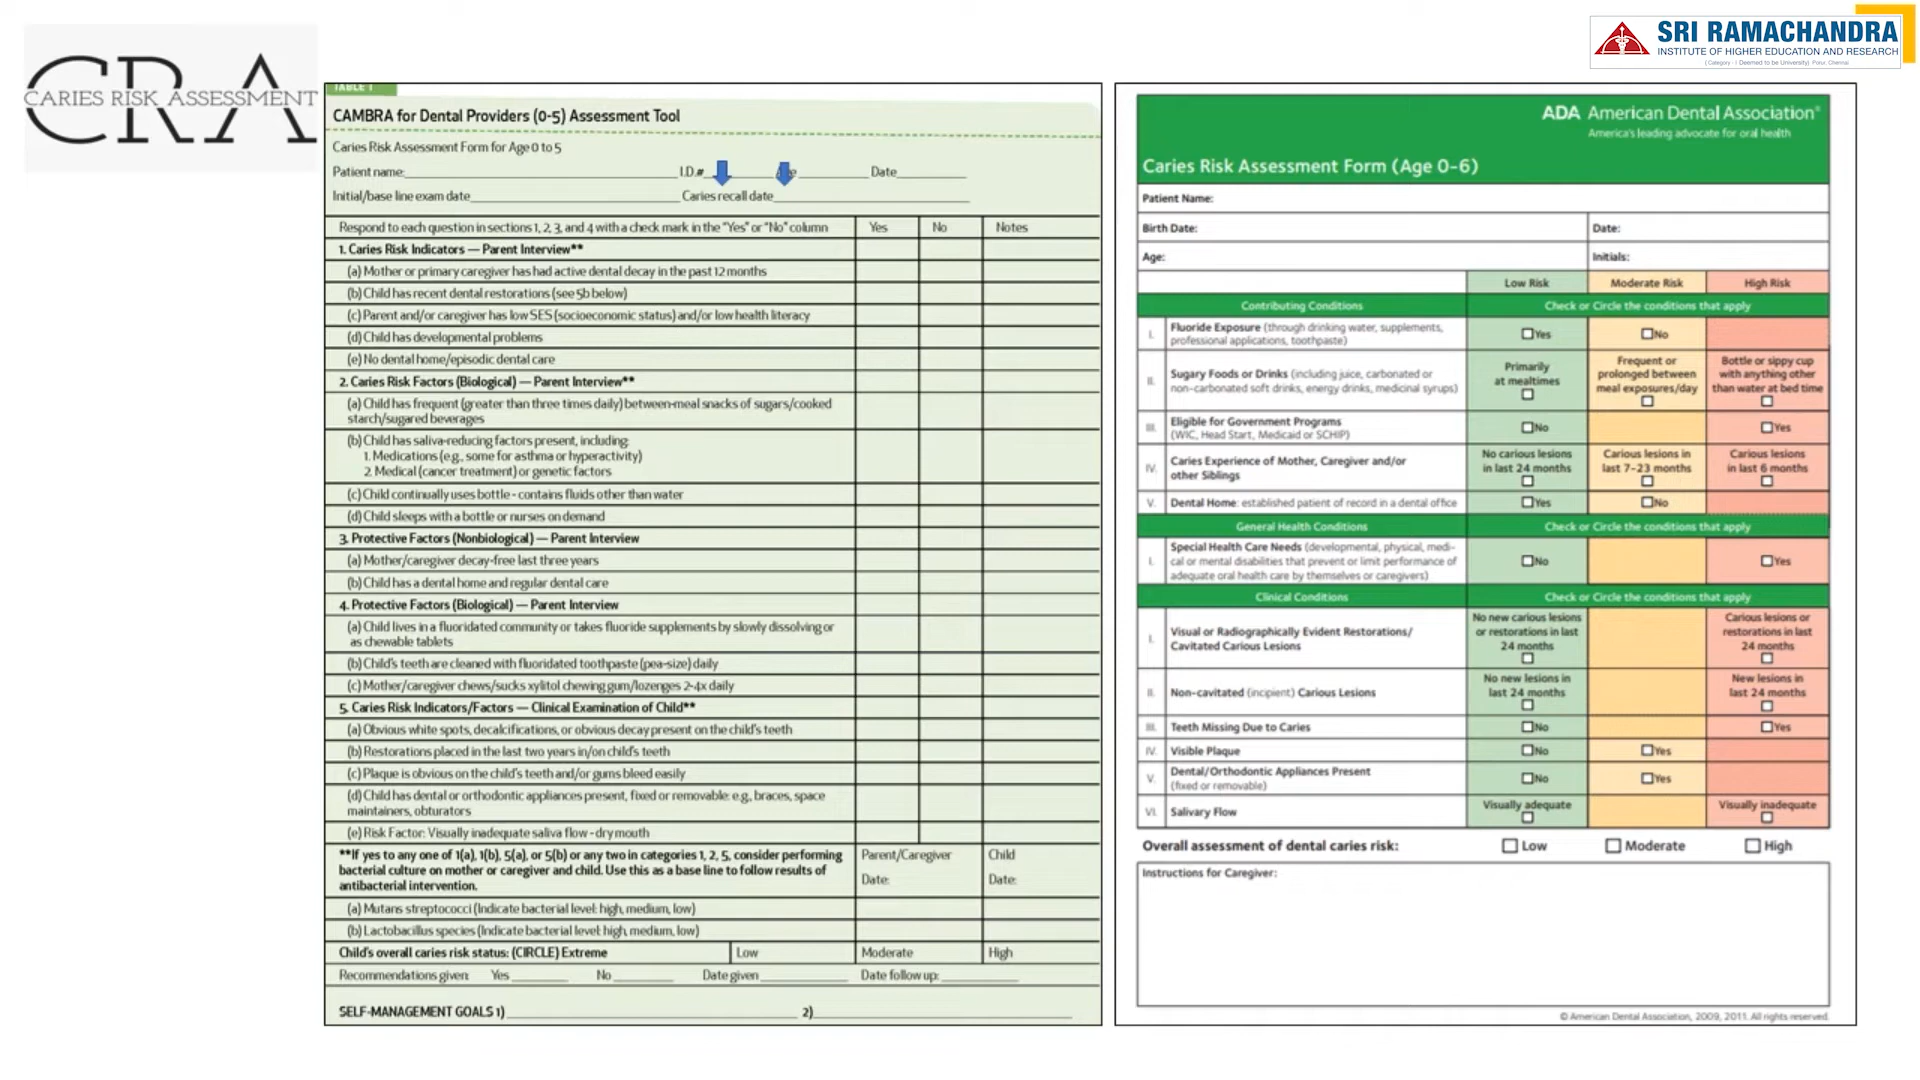 CRA
CARIES RISK ASSESSMENT
SRI RAMACHANDRA
INSTITUTE OF HIGHER EDUCATION AND RESEARCH
( Category - I Deemed to be University) Porur, Chennai
TABLE 1
CAMBRA for Dental Providers (0-5) Assessment Tool
Caries Risk Assessment Form for Age 0 to 5
Patient name: I.D.# Date
Initial/base line exam date Caries recall date
Respond to each question in sections 1, 2, 3, and 4 with a check mark in the "Yes" or "No" column Yes No Notes
1. Caries Risk Indicators — Parent Interview**
(a) Mother or primary caregiver has had active dental decay in the past 12 months
(b) Child has recent dental restorations (see 5b below)
(c) Parent and/or caregiver has low SES (socioeconomic status) and/or low health literacy
(d) Child has developmental problems
(e) No dental home/episodic dental care
2. Caries Risk Factors (Biological) — Parent Interview**
(a) Child has frequent (greater than three times daily) between-meal snacks of sugars/cooked
starch/sugared beverages
(b) Child has saliva-reducing factors present, including:
1. Medications (e.g., some for asthma or hyperactivity)
2. Medical (cancer treatment) or genetic factors
(c) Child continually uses bottle - contains fluids other than water
(d) Child sleeps with a bottle or nurses on demand
3. Protective Factors (Nonbiological) — Parent Interview
(a) Mother/caregiver decay-free last three years
(b) Child has a dental home and regular dental care
4. Protective Factors (Biological) — Parent Interview
(a) Child lives in a fluoridated community or takes fluoride supplements by slowly dissolving or
as chewable tablets
(b) Child's teeth are cleaned with fluoridated toothpaste (pea-size) daily
(c) Mother/caregiver chews/sucks xylitol chewing gum/lozenges 2-4x daily
5. Caries Risk Indicators/Factors — Clinical Examination of Child**
(a) Obvious white spots, decalcifications, or obvious decay present on the child's teeth
(b) Restorations placed in the last two years in/on child's teeth
(c) Plaque is obvious on the child's teeth and/or gums bleed easily
(d) Child has dental or orthodontic appliances present, fixed or removable: e.g., braces, space
maintainers, obturators
(e) Risk Factor: Visually inadequate saliva flow - dry mouth
**If yes to any one of 1(a), 1(b), 5(a), or 5(b) or any two in categories 1, 2, 5, consider performing
bacterial culture on mother or caregiver and child. Use this as a base line to follow results of
antibacterial intervention.
Parent/Caregiver
Date:
Child
Date:
(a) Mutans streptococci (Indicate bacterial level: high, medium, low)
(b) Lactobacillus species (Indicate bacterial level: high, medium, low)
Child's overall caries risk status: (CIRCLE) Extreme Low Moderate High
Recommendations given: Yes No Date given Date follow up:
SELF-MANAGEMENT GOALS 1) 2)
ADA American Dental Association®
America's leading advocate for oral health
Caries Risk Assessment Form (Age 0-6)
Patient Name:
Birth Date: Date:
Age: Initials:
Low Risk Moderate Risk High Risk
Contributing Conditions Check or Circle the conditions that apply
I. Fluoride Exposure (through drinking water, supplements,
professional applications, toothpaste)
Yes No
II. Sugary Foods or Drinks (including juice, carbonated or
non-carbonated soft drinks, energy drinks, medicinal syrups)
Primarily
at mealtimes
Frequent or
prolonged between
meal exposures/day
Bottle or sippy cup
with anything other
than water at bed time
III. Eligible for Government Programs
(WIC, Head Start, Medicaid or SCHIP)
No Yes
IV. Caries Experience of Mother, Caregiver and/or
other Siblings
No carious lesions
in last 24 months
Carious lesions in
last 7-23 months
Carious lesions
in last 6 months
V. Dental Home: established patient of record in a dental office Yes No
General Health Conditions Check or Circle the conditions that apply
I. Special Health Care Needs (developmental, physical, medi-
cal or mental disabilities that prevent or limit performance of
adequate oral health care by themselves or caregivers)
No Yes
Clinical Conditions Check or Circle the conditions that apply
I. Visual or Radiographically Evident Restorations/
Cavitated Carious Lesions
No new carious lesions
or restorations in last
24 months
Carious lesions or
restorations in last
24 months
II. Non-cavitated (incipient) Carious Lesions
No new lesions in
last 24 months
New lesions in
last 24 months
III. Teeth Missing Due to Caries No Yes
IV. Visible Plaque No Yes
V. Dental/Orthodontic Appliances Present
(fixed or removable)
No Yes
VI. Salivary Flow
Visually adequate
Visually inadequate
Overall assessment of dental caries risk: Low Moderate High
Instructions for Caregiver:
© American Dental Association, 2009, 2011. All rights reserved.